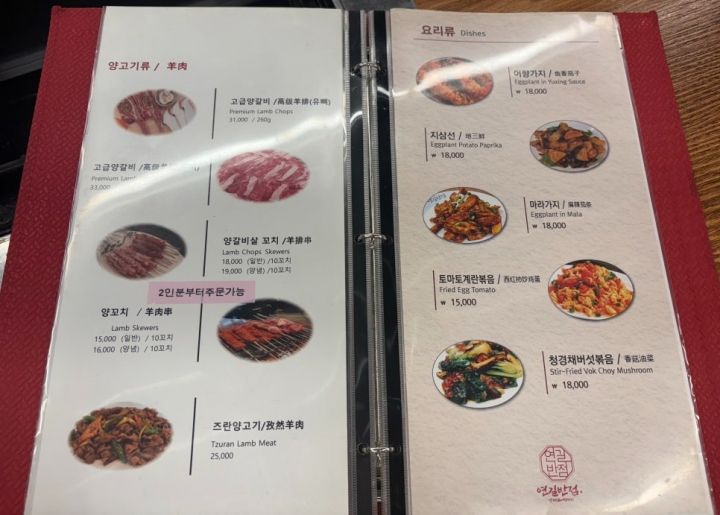 양고기류 / 羊肉
고급양갈비 /高级羊排(유뼈)
Premium Lamb Chops
31,000 / 260g
고급양갈비 /高级
Premium Lamb
33,000
양갈비살 꼬치 /羊排串
Lamb Chops Skewers
18,000 (일반) /10꼬치
19,000 (양념) /10꼬치
2인분부터주문가능
양꼬치 / 羊肉串
Lamb Skewers
15,000 (일반) / 10꼬치
16,000 (양념) / 10꼬치
즈란양고기/孜然羊肉
Tzuran Lamb Meat
25,000
요리류 Dishes
어향가지 / 鱼香茄子
Eggplant in Yuxing Sauce
₩ 18,000
지삼선 / 地三鲜
Eggplant Potato Paprika
₩ 18,000
마라가지 / 麻辣茄条
Eggplant in Mala
₩ 18,000
토마토계란볶음 / 西红柿炒鸡蛋
Fried Egg Tomato
₩ 15,000
청경채버섯볶음 / 香菇油菜
Stir-Fried Vok Choy Mushroom
₩ 18,000
연길
반점
연길반점.